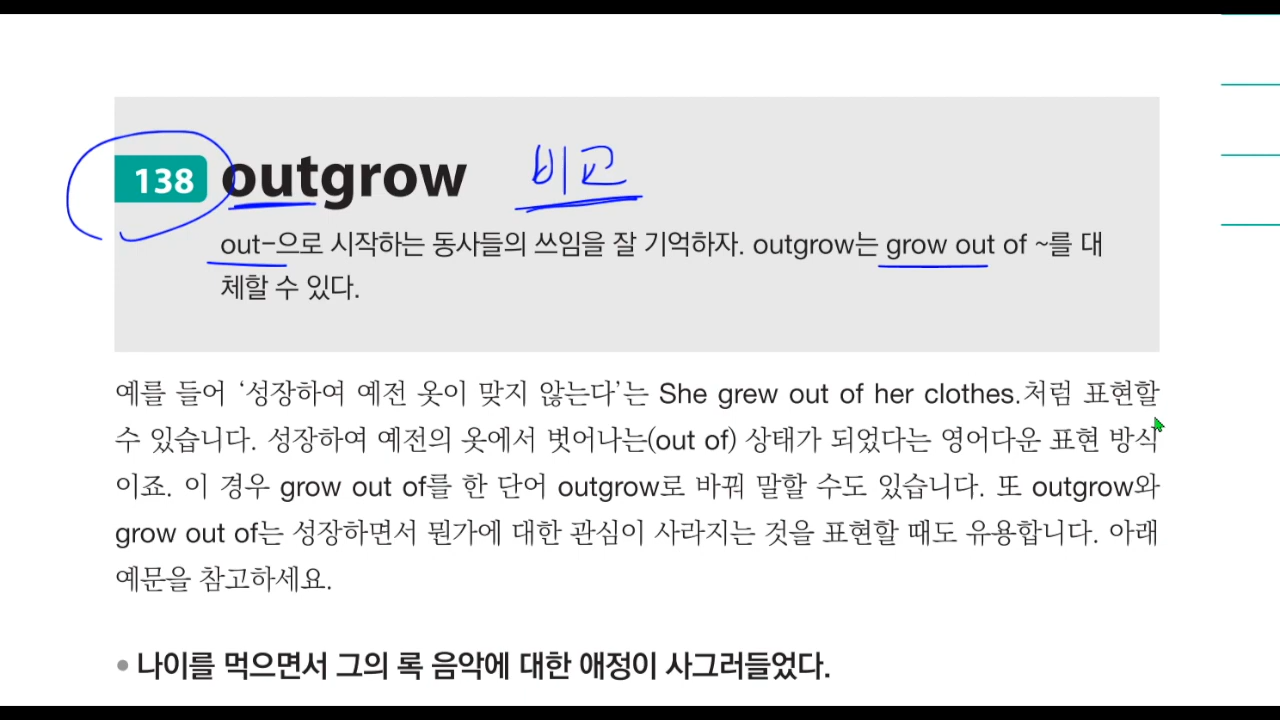 138 outgrow 비교
out-으로 시작하는 동사들의 쓰임을 잘 기억하자. outgrow는 grow out of ~를 대
체할 수 있다.
예를 들어 ‘성장하여 예전 옷이 맞지 않는다’는 She grew out of her clothes.처럼 표현할
수 있습니다. 성장하여 예전의 옷에서 벗어나는(out of) 상태가 되었다는 영어다운 표현 방식
이죠. 이 경우 grow out of를 한 단어 outgrow로 바꿔 말할 수도 있습니다. 또 outgrow와
grow out of는 성장하면서 뭔가에 대한 관심이 사라지는 것을 표현할 때도 유용합니다. 아래
예문을 참고하세요.
• 나이를 먹으면서 그의 록 음악에 대한 애정이 사그러들었다.